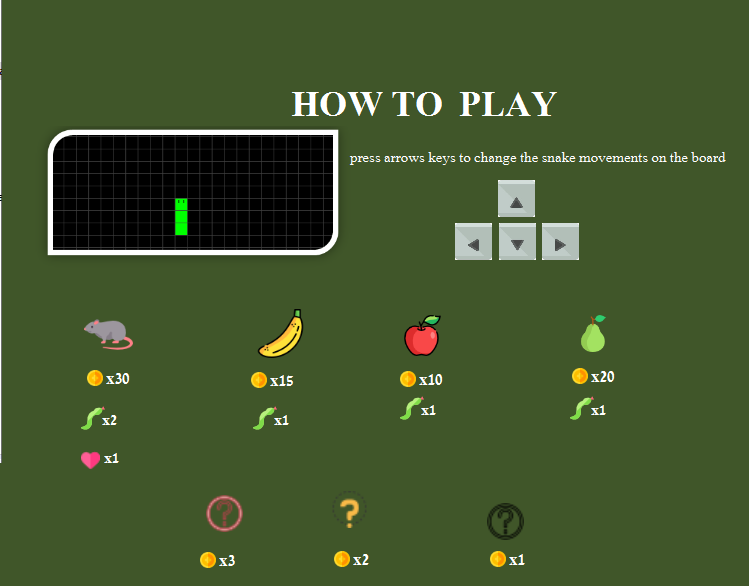 HOW TO PLAY
press arrows keys to change the snake movements on the board
x30 x15 x10 x20
x2 x1 x1 x1
x1
? ? ?
x3 x2 x1